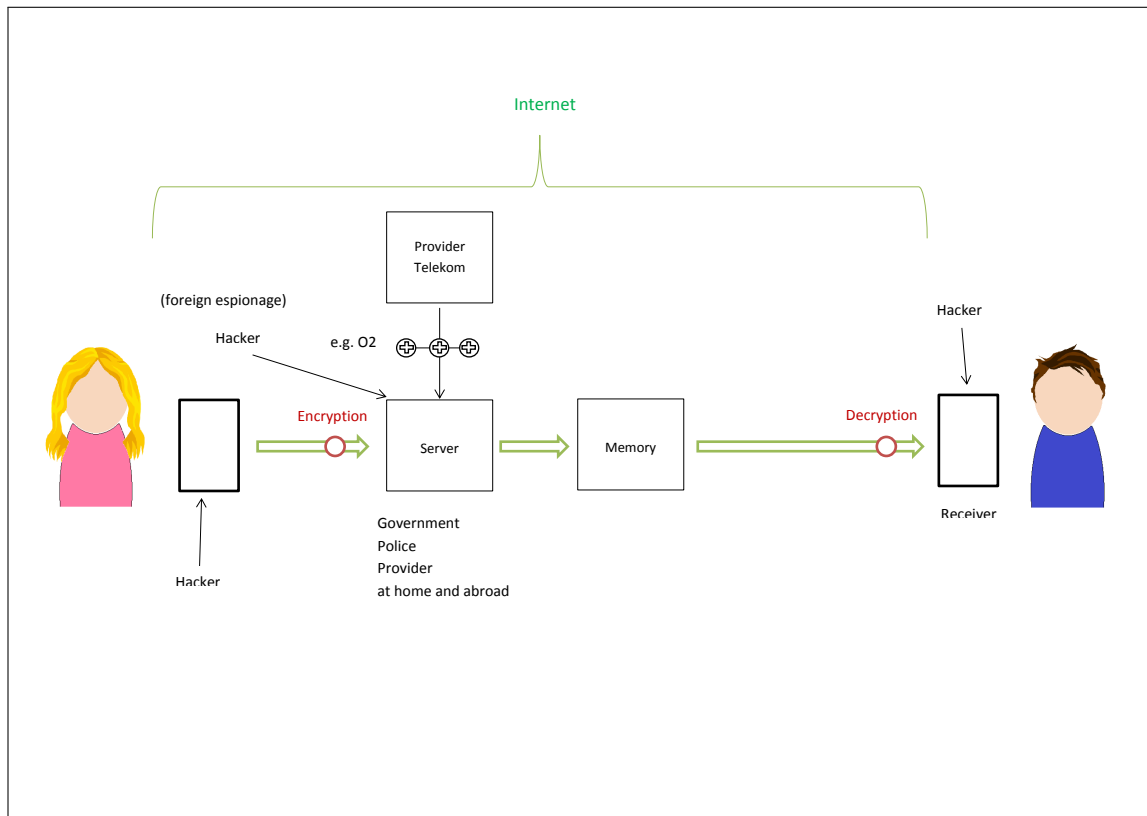 Internet
Provider
Telekom
(foreign espionage)
Hacker
e.g. O2
Hacker
Encryption
Decryption
Server
Memory
Receiver
Government
Police
Provider
at home and abroad
Hacker